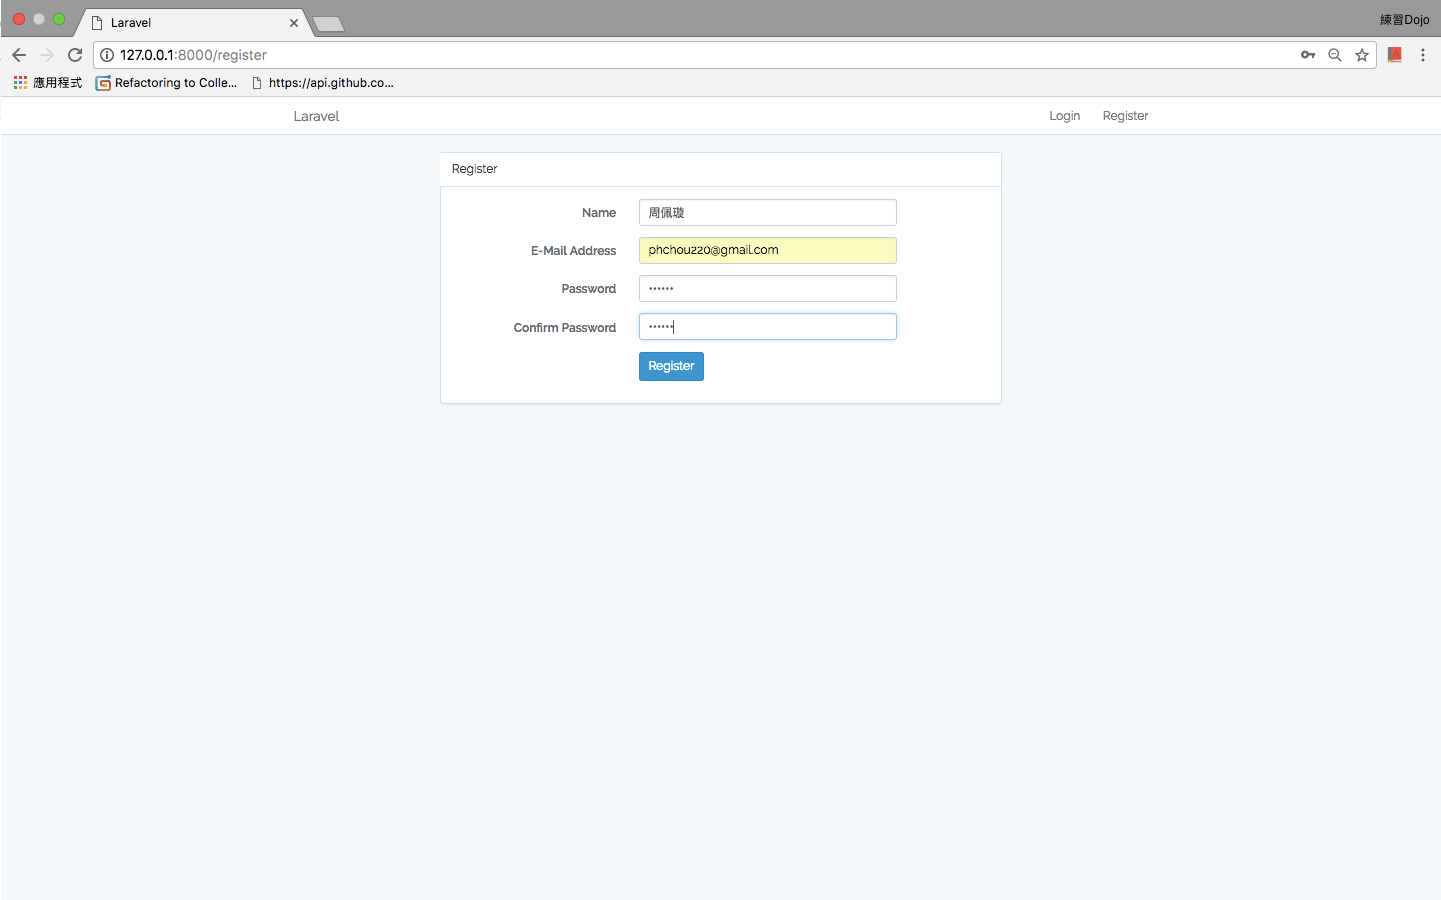 Laravel
練習Dojo
127.0.0.1:8000/register
應用程式 Refactoring to Colle... https://api.github.co...
Laravel Login Register
Register
Name 周佩璇
E-Mail Address phchou220@gmail.com
Password ••••••
Confirm Password ••••••
Register